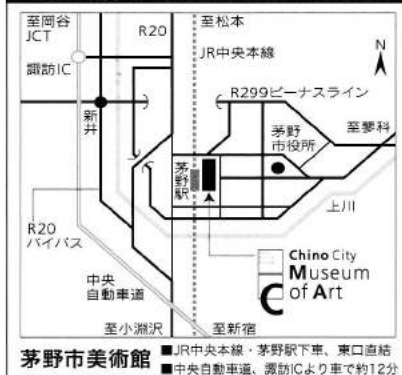 至岡谷
JCT
R20
至松本
JR中央本線
N
諏訪IC
R299ビーナスライン
新井
茅野
市役所
至蓼科
茅野駅
上川
R20
バイパス
中央
自動車道
Chino City
Museum
of Art
C
至小淵沢
至新宿
茅野市美術館
■JR中央本線・茅野駅下車、東口直結
■中央自動車道、諏訪ICより車で約12分